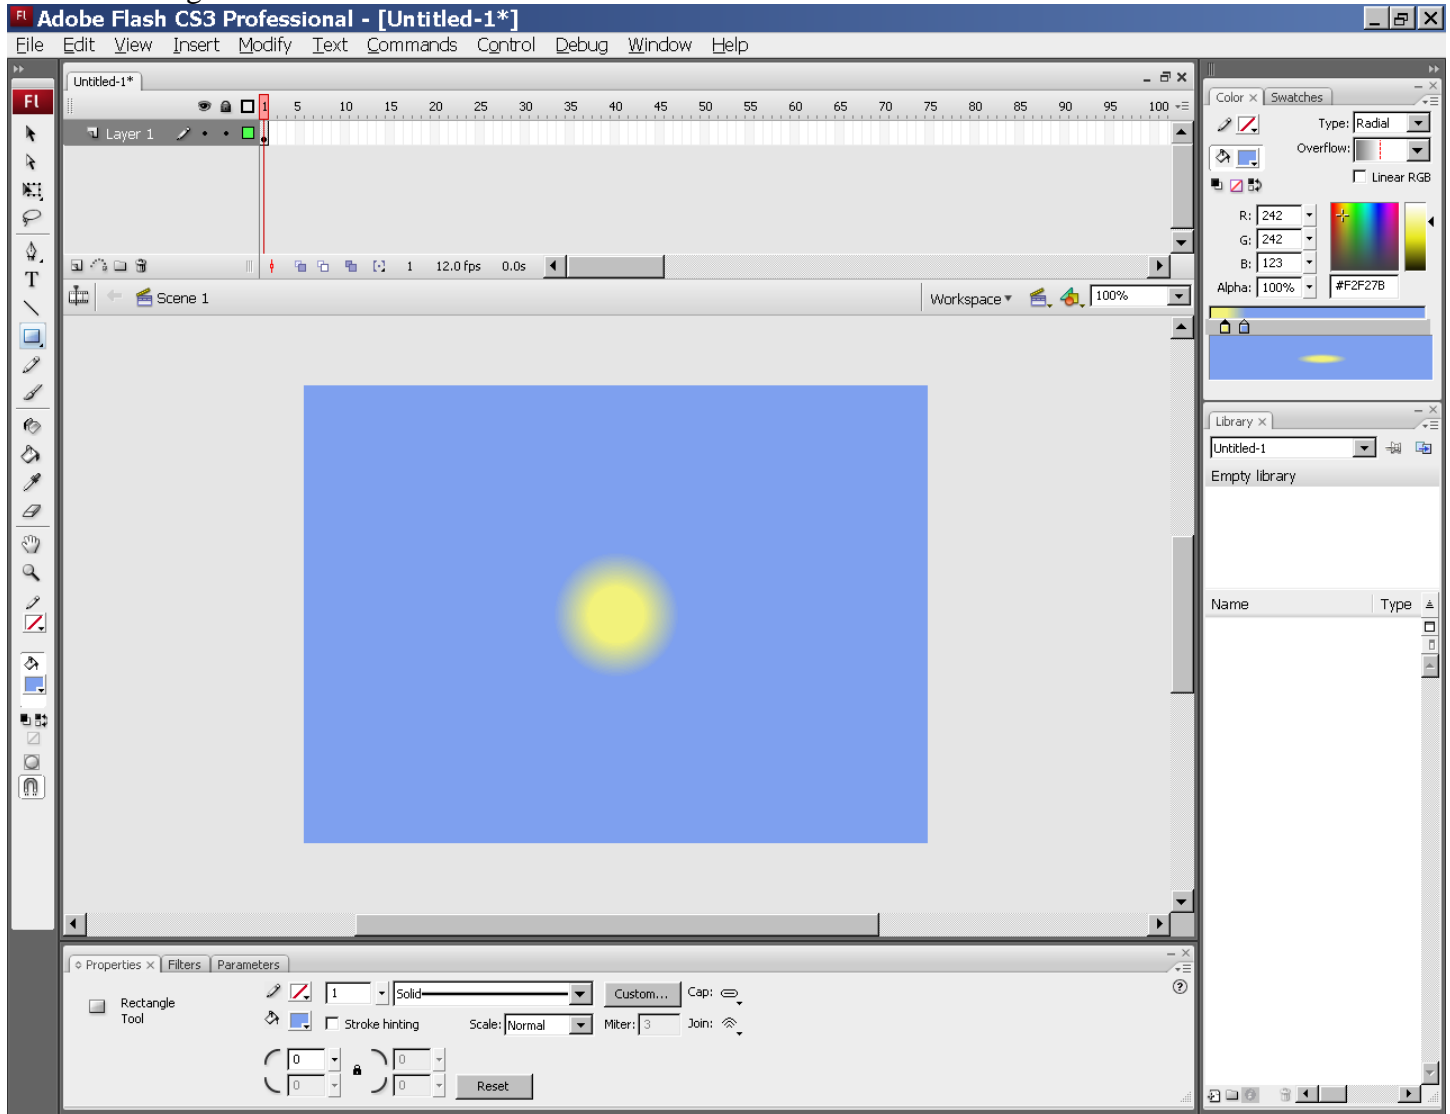 Fl Adobe Flash CS3 Professional - [Untitled-1*]
File Edit View Insert Modify Text Commands Control Debug Window Help
Untitled-1*
Fl
1 5 10 15 20 25 30 35 40 45 50 55 60 65 70 75 80 85 90 95 100
Layer 1
1 12.0 fps 0.0s
Scene 1
Workspace
100%
T
Color × Swatches
Type: Radial
Overflow:
Linear RGB
R: 242
G: 242
B: 123
Alpha: 100% #F2F27B
Library ×
Untitled-1
Empty library
Name Type
Properties × Filters Parameters
Rectangle
Tool
1 Solid Custom... Cap:
Stroke hinting Scale: Normal Miter: 3 Join:
0 0
0 0 Reset